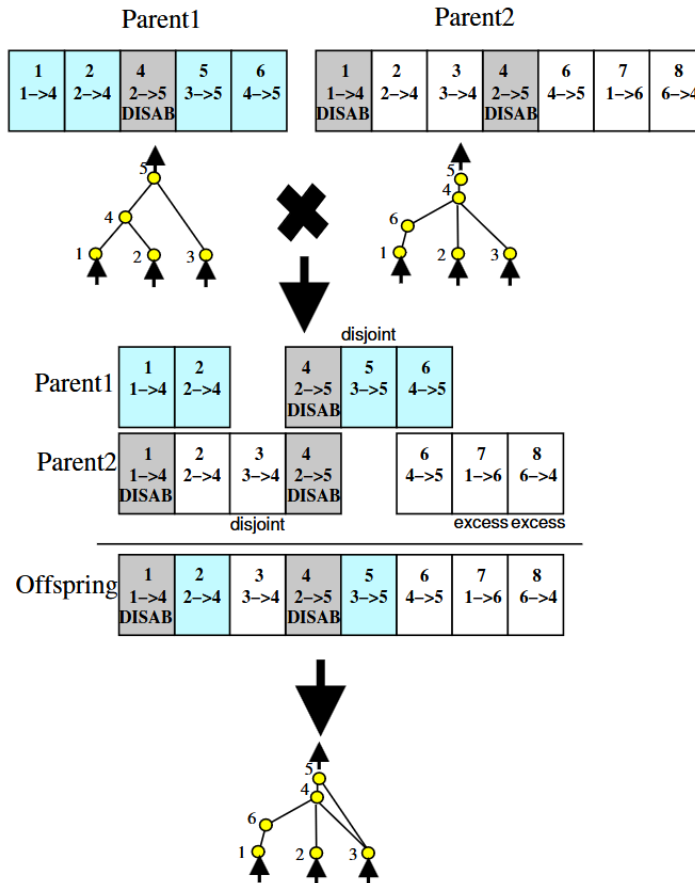 Parent1 Parent2
1 2 4 5 6 1 2 3 4 6 7 8
1->4 2->4 2->5 3->5 4->5 1->4 2->4 3->4 2->5 4->5 1->6 6->4
DISAB DISAB DISAB
5 5
4 4
6
1 2 3 1 2 3
disjoint
1 2 4 5 6
Parent1 1->4 2->4 2->5 3->5 4->5
DISAB
1 2 3 4 6 7 8
Parent2 1->4 2->4 3->4 2->5 4->5 1->6 6->4
DISAB DISAB
disjoint excess excess
1 2 3 4 5 6 7 8
Offspring 1->4 2->4 3->4 2->5 3->5 4->5 1->6 6->4
DISAB DISAB
5
4
6
1 2 3